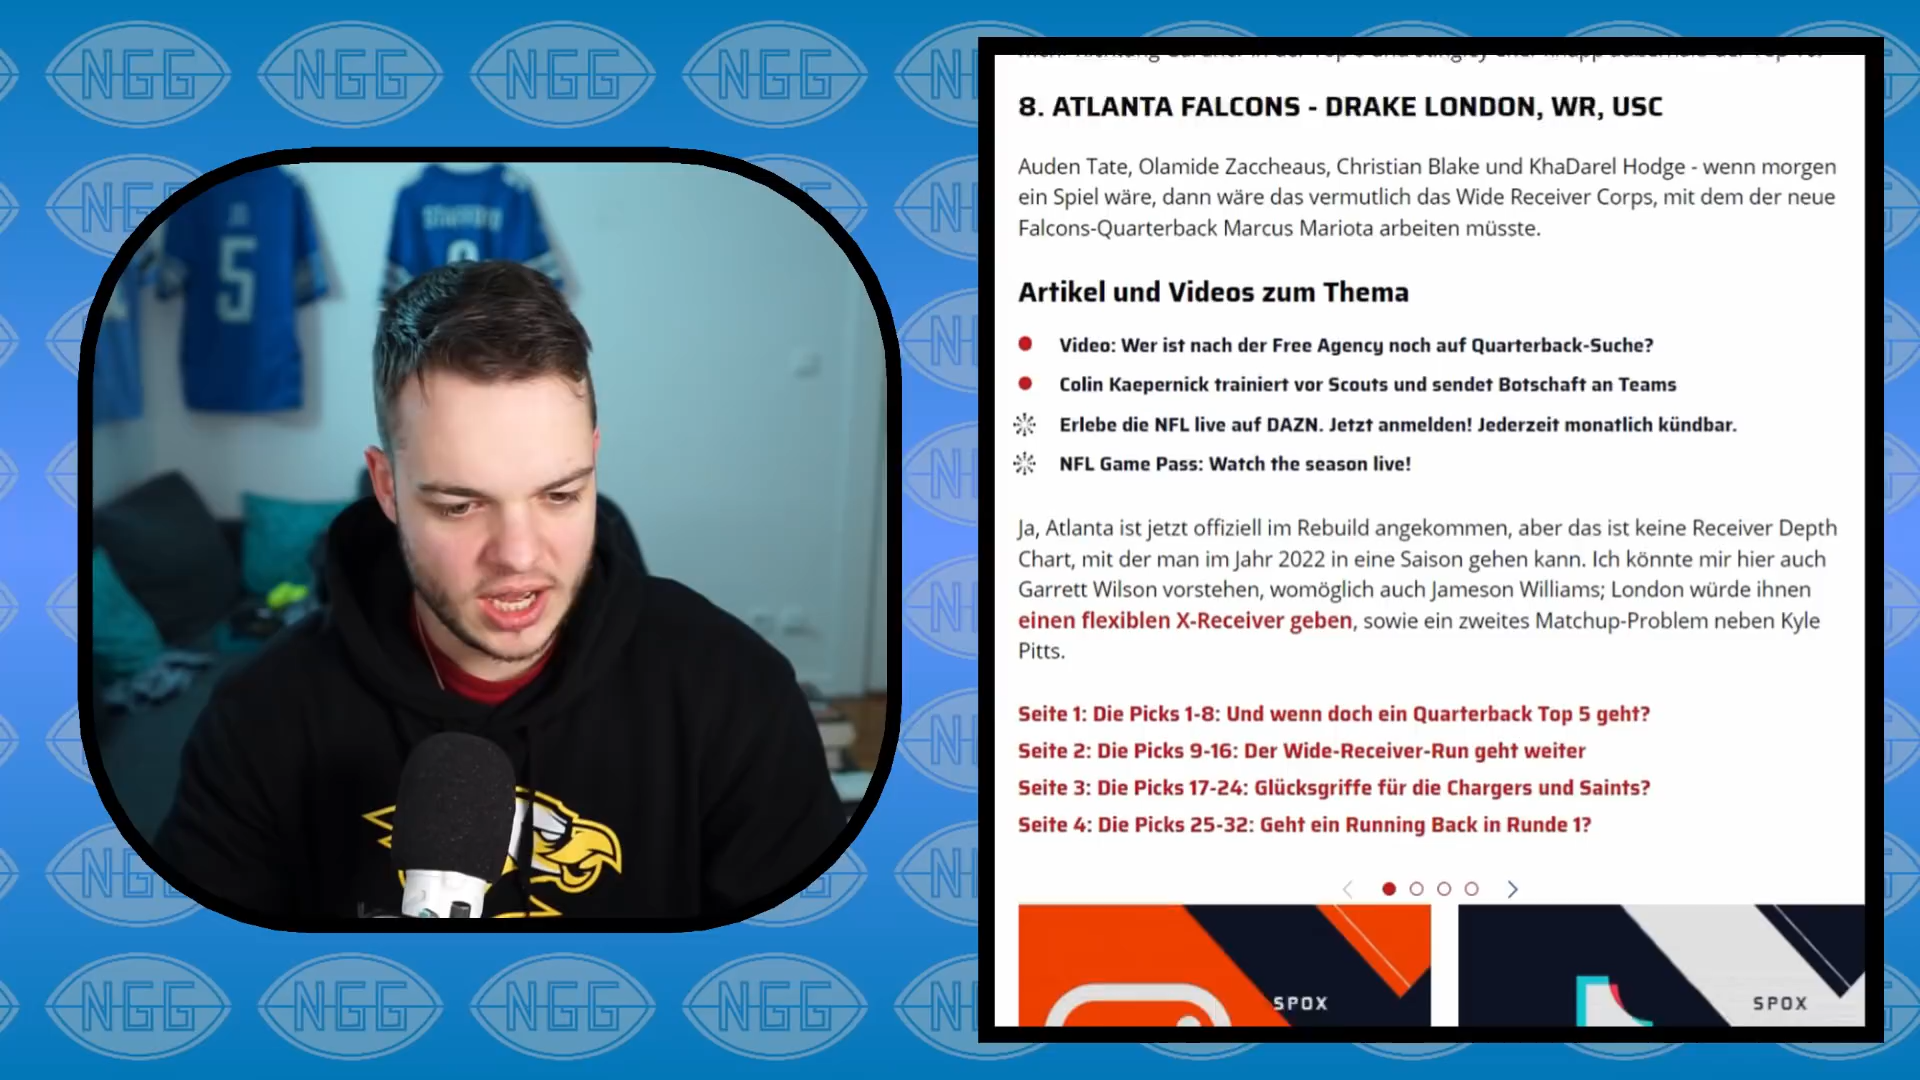 8. ATLANTA FALCONS - DRAKE LONDON, WR, USC
Auden Tate, Olamide Zaccheaus, Christian Blake und KhaDarel Hodge - wenn morgen
ein Spiel wäre, dann wäre das vermutlich das Wide Receiver Corps, mit dem der neue
Falcons-Quarterback Marcus Mariota arbeiten müsste.
Artikel und Videos zum Thema
Video: Wer ist nach der Free Agency noch auf Quarterback-Suche?
Colin Kaepernick trainiert vor Scouts und sendet Botschaft an Teams
Erlebe die NFL live auf DAZN. Jetzt anmelden! Jederzeit monatlich kündbar.
NFL Game Pass: Watch the season live!
Ja, Atlanta ist jetzt offiziell im Rebuild angekommen, aber das ist keine Receiver Depth
Chart, mit der man im Jahr 2022 in eine Saison gehen kann. Ich könnte mir hier auch
Garrett Wilson vorstehen, womöglich auch Jameson Williams; London würde ihnen
einen flexiblen X-Receiver geben, sowie ein zweites Matchup-Problem neben Kyle
Pitts.
Seite 1: Die Picks 1-8: Und wenn doch ein Quarterback Top 5 geht?
Seite 2: Die Picks 9-16: Der Wide-Receiver-Run geht weiter
Seite 3: Die Picks 17-24: Glücksgriffe für die Chargers und Saints?
Seite 4: Die Picks 25-32: Geht ein Running Back in Runde 1?
SPOX
SPOX
NGG
5